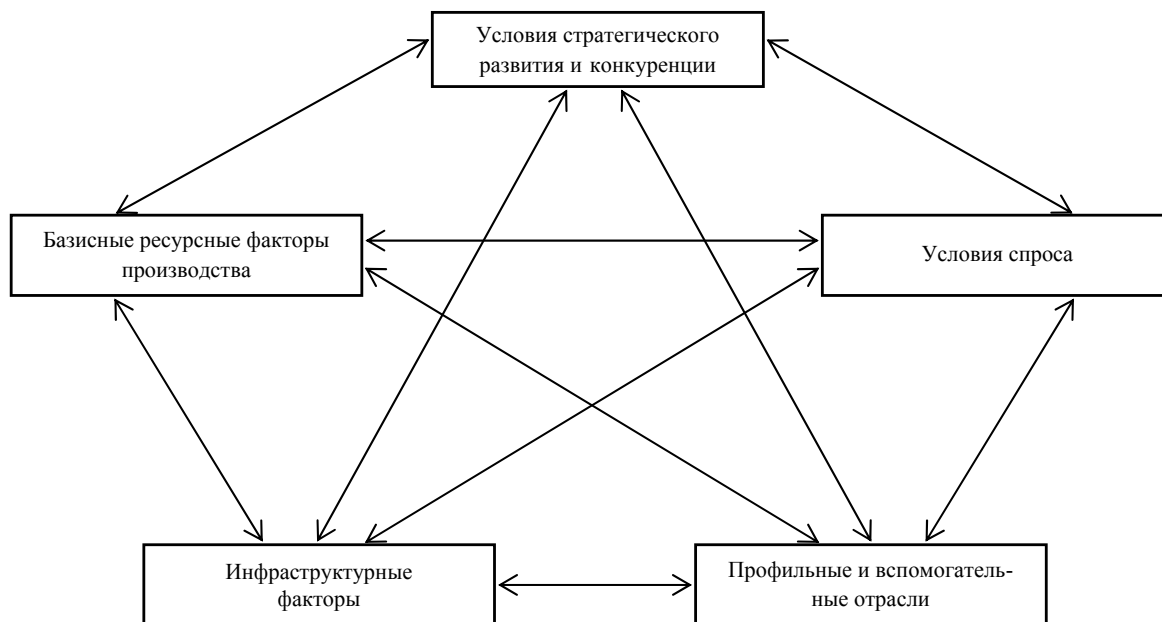 Условия стратегического
развития и конкуренции
Базисные ресурсные факторы
производства
Условия спроса
Инфраструктурные
факторы
Профильные и вспомогатель-
ные отрасли